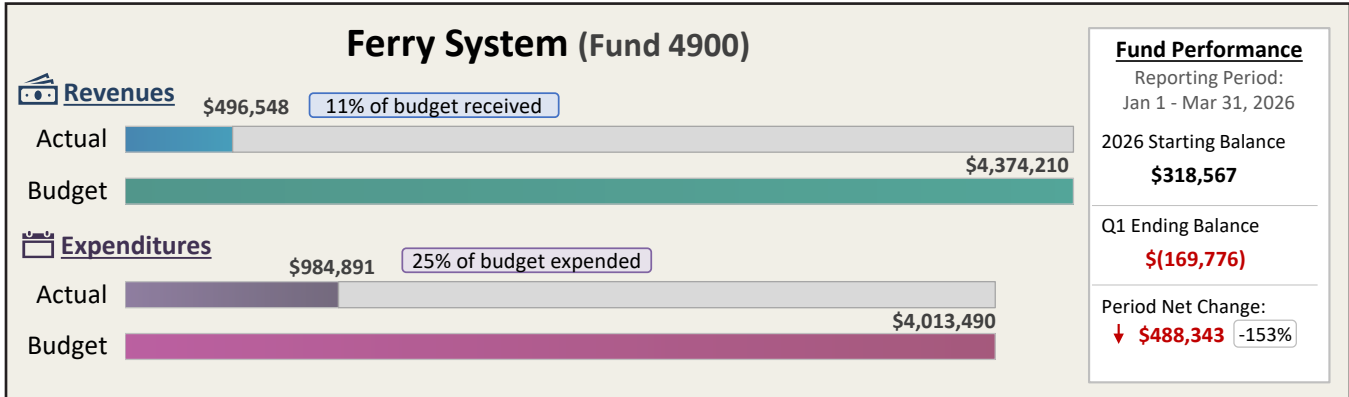 Ferry System (Fund 4900)
Revenues
$496,548 11% of budget received
Actual
$4,374,210
Budget
Expenditures
$984,891 25% of budget expended
Actual
$4,013,490
Budget
Fund Performance
Reporting Period:
Jan 1 - Mar 31, 2026
2026 Starting Balance
$318,567
Q1 Ending Balance
$(169,776)
Period Net Change:
$488,343 -153%